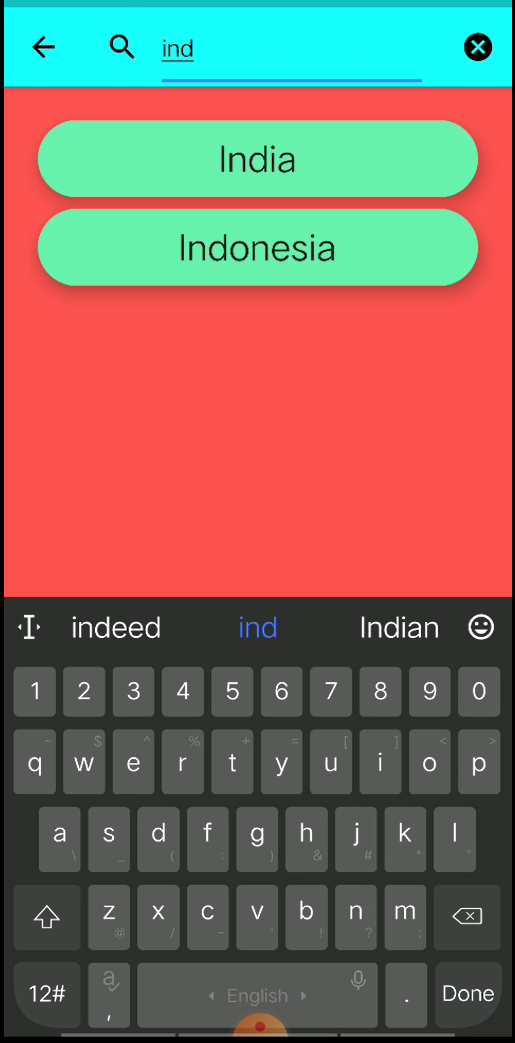 ind
India
Indonesia
indeed ind Indian
1 2 3 4 5 6 7 8 9 0
q w e r t y u i o p
a s d f g h j k l
z x c v b n m
12# , English . Done